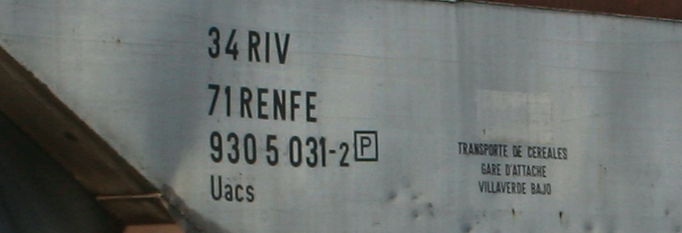 34 RIV
71 RENFE
930 5 031-2 P
Uacs
TRANSPORTE DE CEREALES
GARE D'ATTACHE
VILLAVERDE BAJO